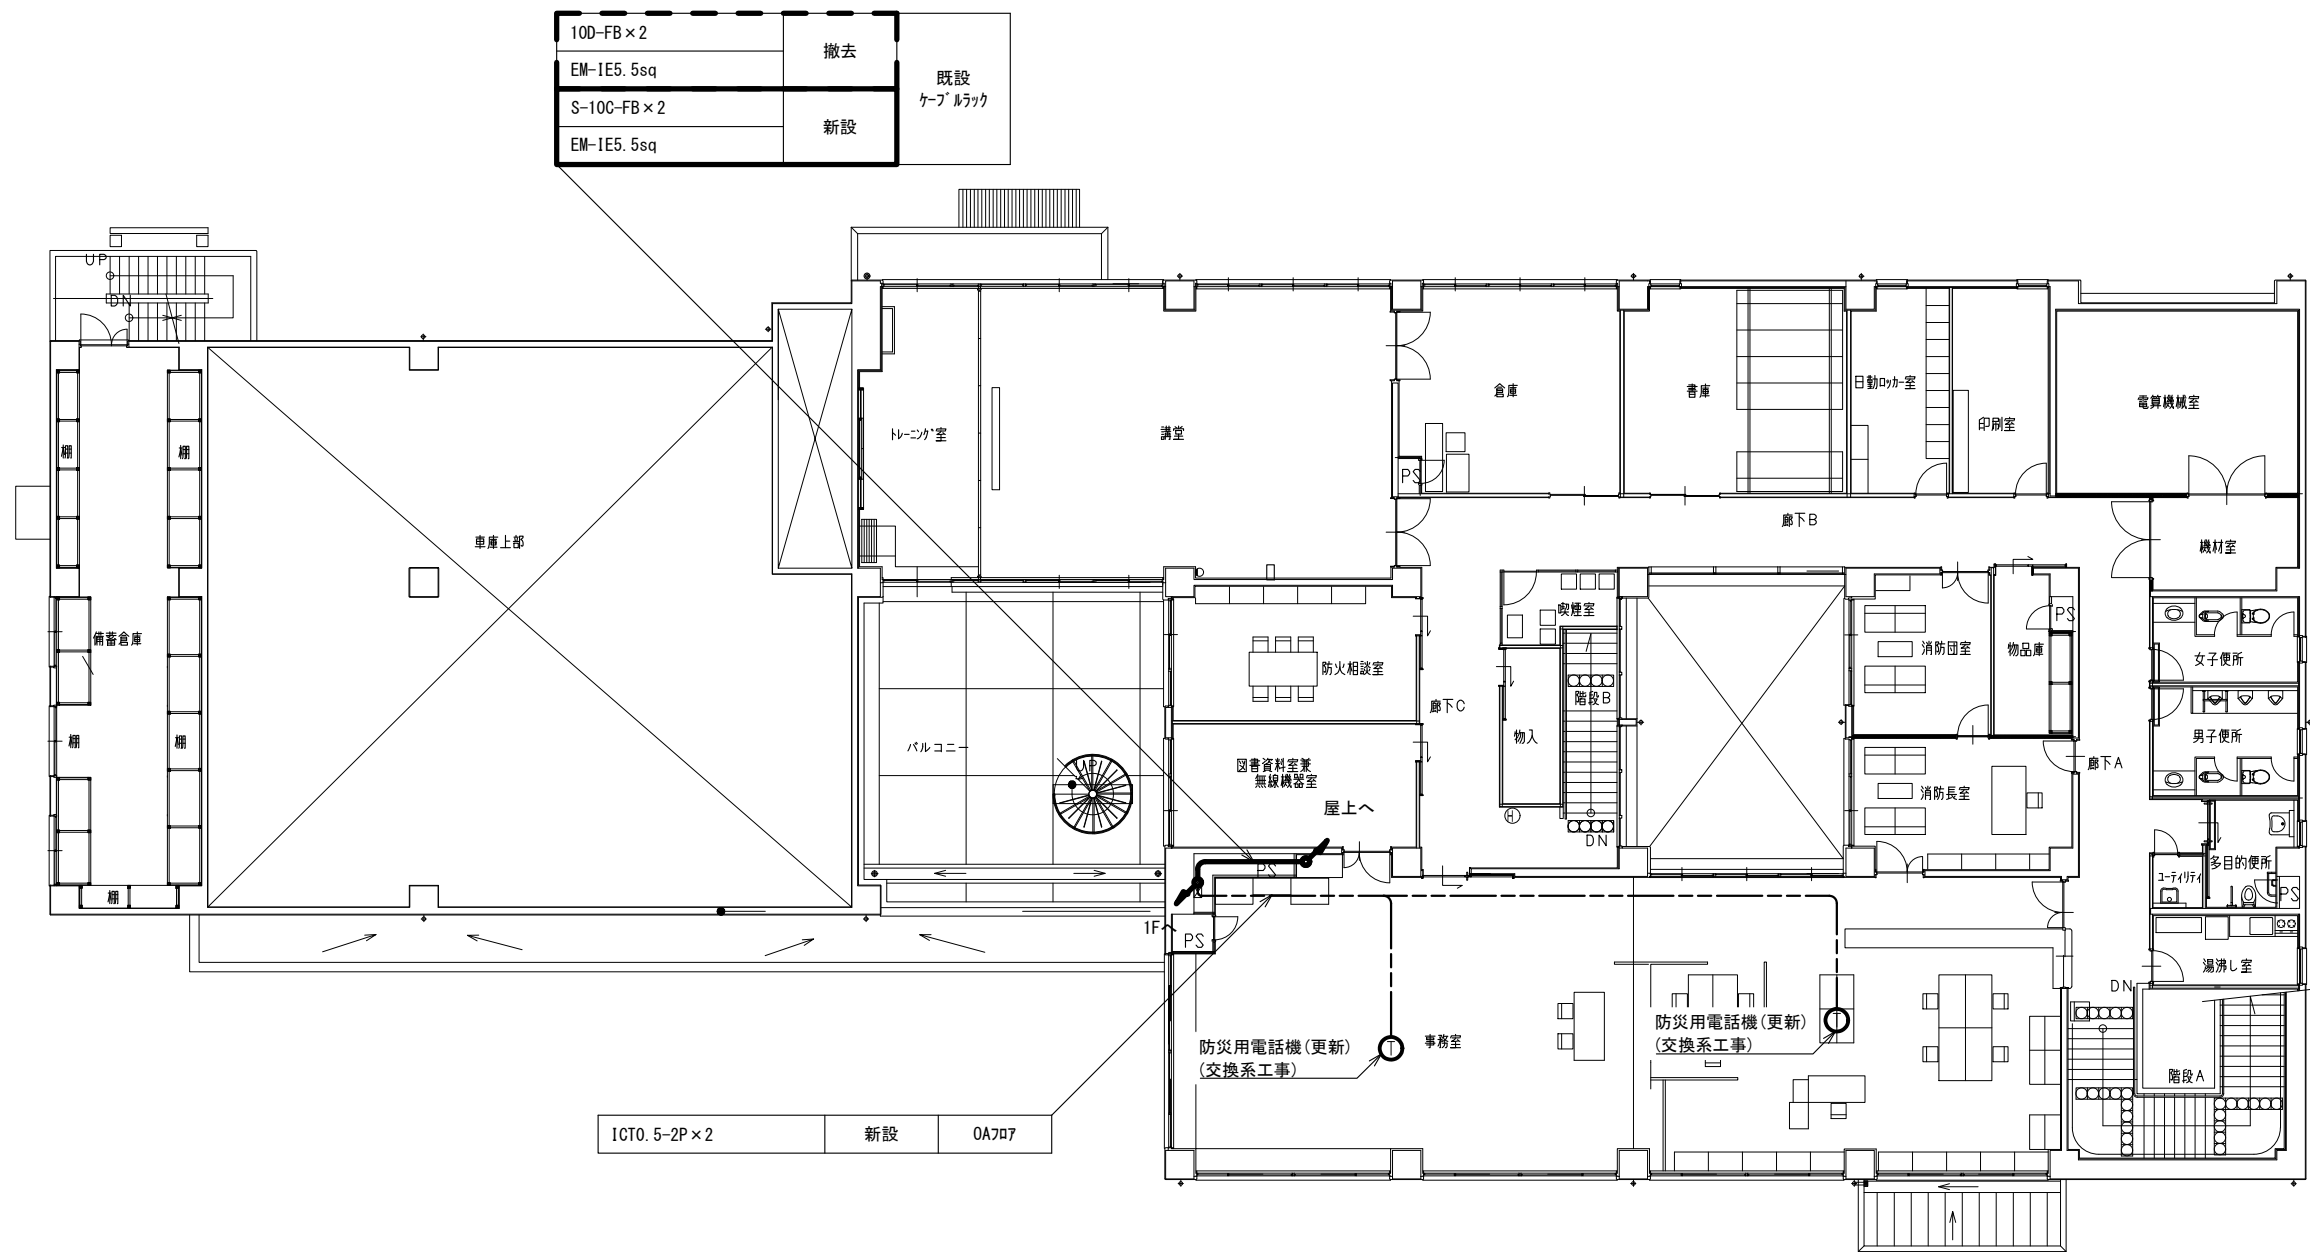 10D-FB×2
撤去
EM-IE5.5sq
既設
ｹｰﾌﾞﾙﾗｯｸ
S-10C-FB×2
新設
EM-IE5.5sq
UP
DN
棚
棚
車庫上部
備蓄倉庫
棚
棚
棚
ﾄﾚｰﾆﾝｸﾞ室
講堂
倉庫
書庫
日勤ﾛｯｶｰ室
印刷室
電算機械室
PS
廊下B
機材室
喫煙室
消防団室
物品庫
PS
女子便所
防火相談室
階段B
廊下C
物入
男子便所
バルコニー
UP
図書資料室兼
無線機器室
屋上へ
消防長室
廊下A
H
DN
PS
多目的便所
ﾕｰﾃｨﾘﾃｨ
PS
1Fへ
PS
湯沸し室
DN
防災用電話機(更新)
(交換系工事)
T
防災用電話機(更新)
(交換系工事)
T
事務室
階段A
ICT0.5-2P×2
新設
OAﾌﾛｱ